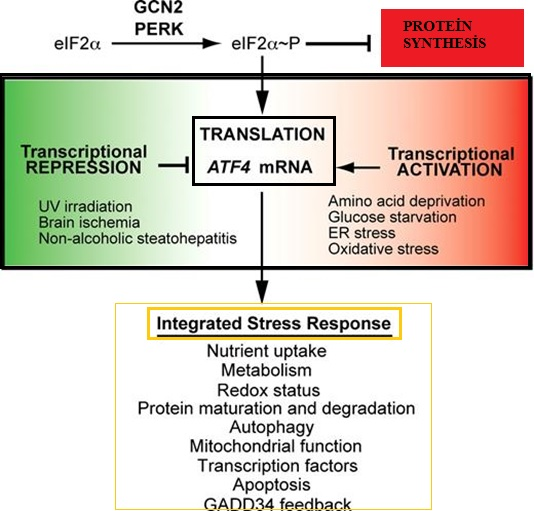 GCN2
PERK
eIF2α
eIF2α~P
PROTEİN
SYNTHESİS
TRANSLATION
ATF4 mRNA
Transcriptional
REPRESSION
Transcriptional
ACTIVATION
UV irradiation
Brain ischemia
Non-alcoholic steatohepatitis
Amino acid deprivation
Glucose starvation
ER stress
Oxidative stress
Integrated Stress Response
Nutrient uptake
Metabolism
Redox status
Protein maturation and degradation
Autophagy
Mitochondrial function
Transcription factors
Apoptosis
GADD34 feedback